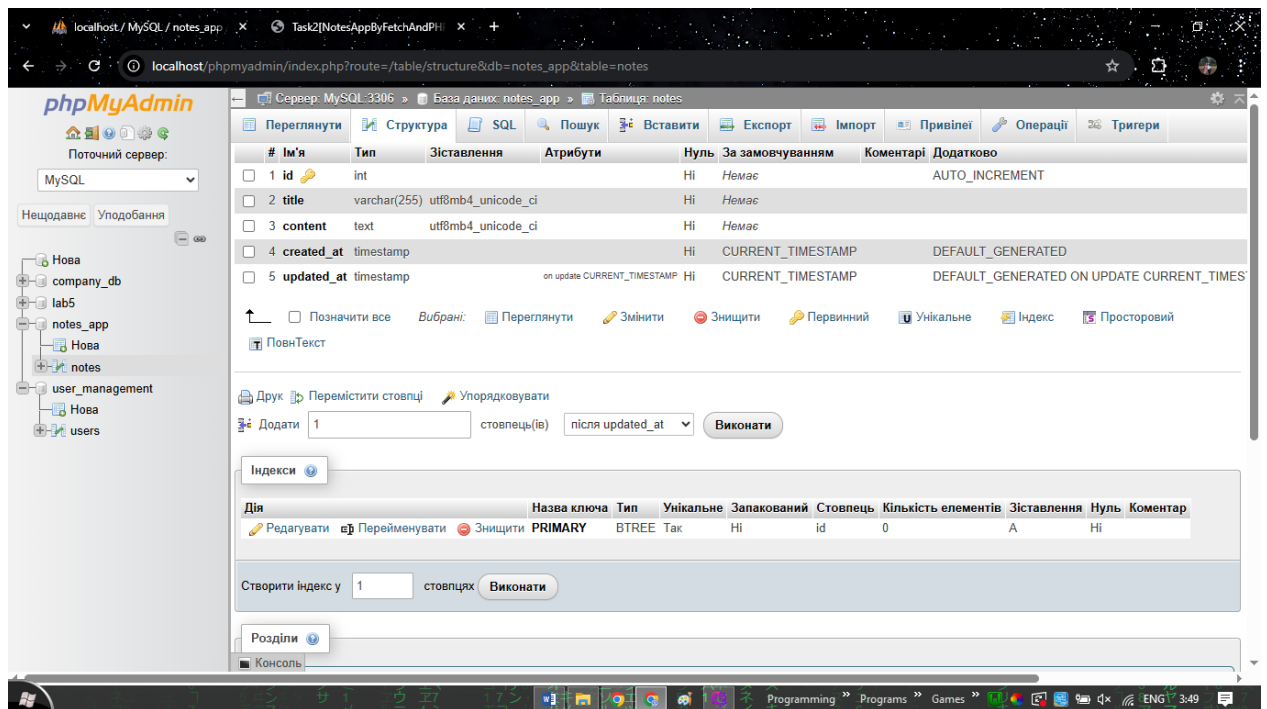 localhost / MySQL / notes_app
Task2[NotesAppByFetchAndPH
localhost/phpmyadmin/index.php?route=/table/structure&db=notes_app&table=notes
phpMyAdmin
Поточний сервер:
MySQL
Нещодавнє Уподобання
Нова
company_db
lab5
notes_app
Нова
notes
user_management
Нова
users
Сервер: MySQL:3306 » База даних: notes_app » Таблиця: notes
Переглянути Структура SQL Пошук Вставити Експорт Імпорт Привілеї Операції Тригери
# Ім'я Тип Зіставлення Атрибути Нуль За замовчуванням Коментарі Додатково
1 id int Ні Немає AUTO_INCREMENT
2 title varchar(255) utf8mb4_unicode_ci Ні Немає
3 content text utf8mb4_unicode_ci Ні Немає
4 created_at timestamp Ні CURRENT_TIMESTAMP DEFAULT_GENERATED
5 updated_at timestamp on update CURRENT_TIMESTAMP Ні CURRENT_TIMESTAMP DEFAULT_GENERATED ON UPDATE CURRENT_TIMES
Позначити все Вибрані: Переглянути Змінити Знищити Первинний Унікальне Індекс Просторовий
ПовнТекст
Друк Перемістити стовпці Упорядковувати
Додати 1 стовпець(ів) після updated_at Виконати
Індекси
Дія Назва ключа Тип Унікальне Запакований Стовпець Кількість елементів Зіставлення Нуль Коментар
Редагувати Перейменувати Знищити PRIMARY BTREE Так Ні id 0 A Ні
Створити індекс у 1 стовпцях Виконати
Розділи
Консоль
Programming » Programs » Games » ENG 3:49